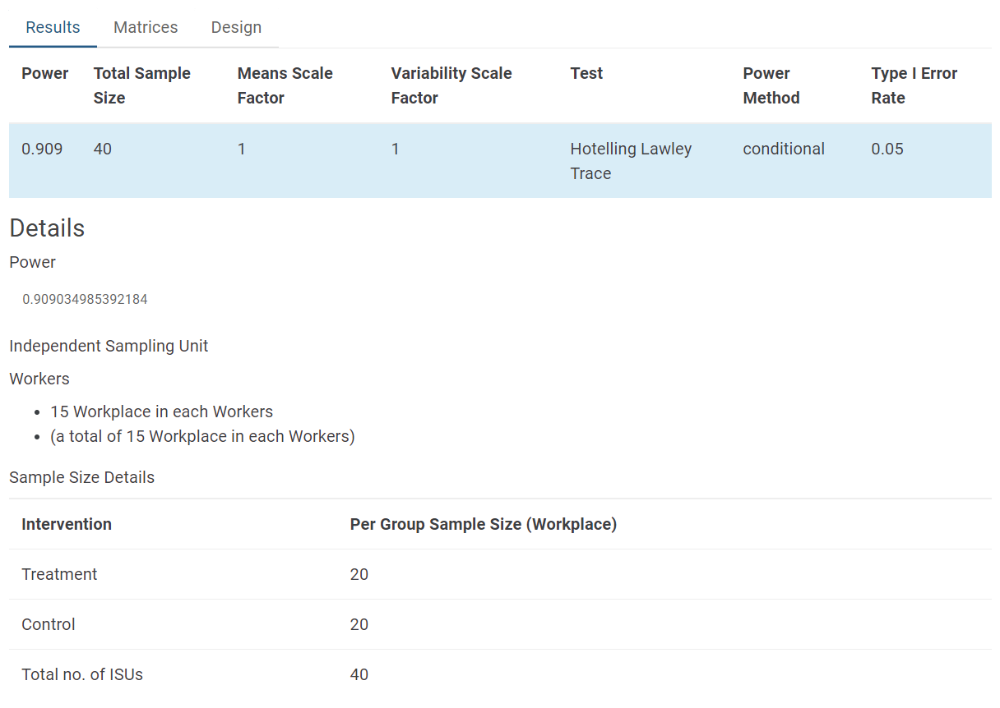 Results Matrices Design
Power Total Sample Size Means Scale Factor Variability Scale Factor Test Power Method Type I Error Rate
0.909 40 1 1 Hotelling Lawley Trace conditional 0.05
Details
Power
0.909034985392184
Independent Sampling Unit
Workers
• 15 Workplace in each Workers
• (a total of 15 Workplace in each Workers)
Sample Size Details
Intervention Per Group Sample Size (Workplace)
Treatment 20
Control 20
Total no. of ISUs 40